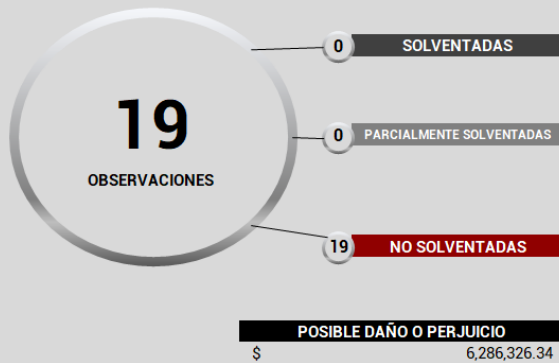 19
OBSERVACIONES
0 SOLVENTADAS
0 PARCIALMENTE SOLVENTADAS
19 NO SOLVENTADAS
POSIBLE DAÑO O PERJUICIO
$ 6,286,326.34